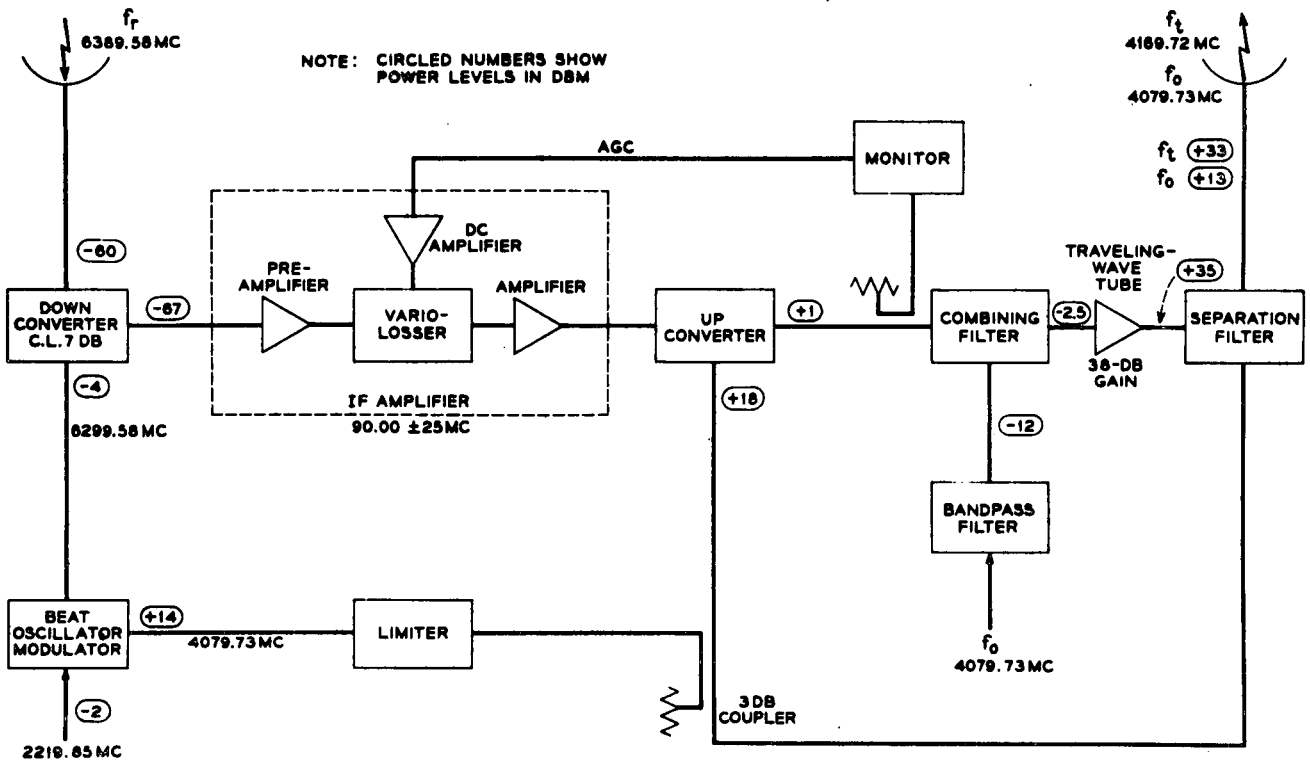 fr
6389.58 MC
NOTE: CIRCLED NUMBERS SHOW
POWER LEVELS IN DBM
ft
4169.72 MC
fo
4079.73 MC
ft +33
fo +13
AGC
MONITOR
DC
AMPLIFIER
-60
PRE-
AMPLIFIER
AMPLIFIER
TRAVELING-
WAVE
TUBE
+35
DOWN
CONVERTER
C.L. 7 DB
-67
VARIO-
LOSSER
UP
CONVERTER
+1
COMBINING
FILTER
-2.5
SEPARATION
FILTER
38-DB
GAIN
-4
6299.58 MC
IF AMPLIFIER
90.00 ±25MC
+18
-12
BANDPASS
FILTER
BEAT
OSCILLATOR
MODULATOR
+14
4079.73 MC
LIMITER
fo
4079.73 MC
-2
2219.85 MC
3 DB
COUPLER